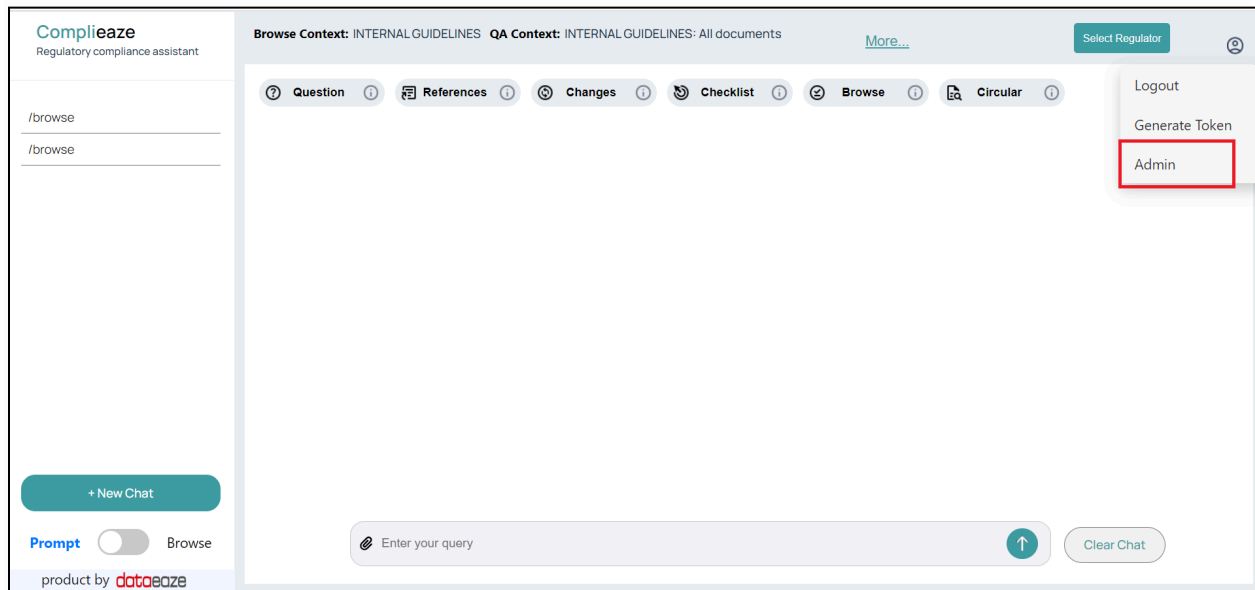 Complieaze
Regulatory compliance assistant
Browse Context: INTERNAL GUIDELINES QA Context: INTERNAL GUIDELINES: All documents
More...
Select Regulator
Logout
Generate Token
Admin
Question
References
Changes
Checklist
Browse
Circular
/browse
/browse
+ New Chat
Prompt
Browse
product by dataeaze
Enter your query
Clear Chat